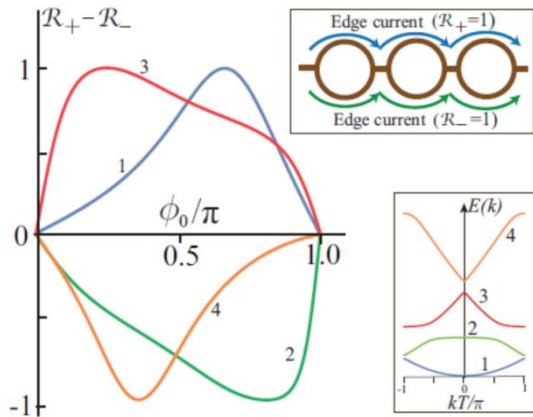 R₊−R₋
1
3
1
ϕ₀/π
0
0.5
1.0
4
2
-1
Edge current (R₊=1)
Edge current (R₋=1)
E(k)
4
3
2
1
-1 0 1
kT/π